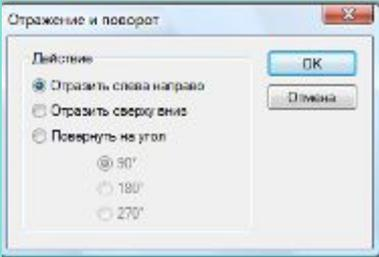 Отражение и поворот
Действие
Отразить слева направо
Отразить сверху вниз
Повернуть на угол
90°
180°
270°
OK
Отмена